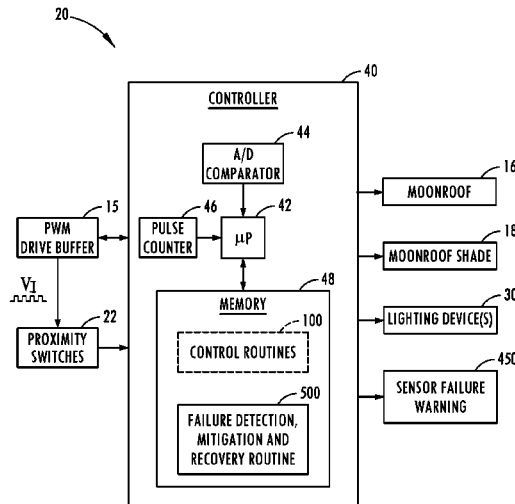 20
40
CONTROLLER
44
A/D
COMPARATOR
16
MOONROOF
15
PWM
DRIVE BUFFER
46
PULSE
COUNTER
42
μP
18
MOONROOF SHADE
VI
48
MEMORY
30
LIGHTING DEVICE(S)
22
PROXIMITY
SWITCHES
100
CONTROL ROUTINES
450
SENSOR FAILURE
WARNING
500
FAILURE DETECTION,
MITIGATION AND
RECOVERY ROUTINE